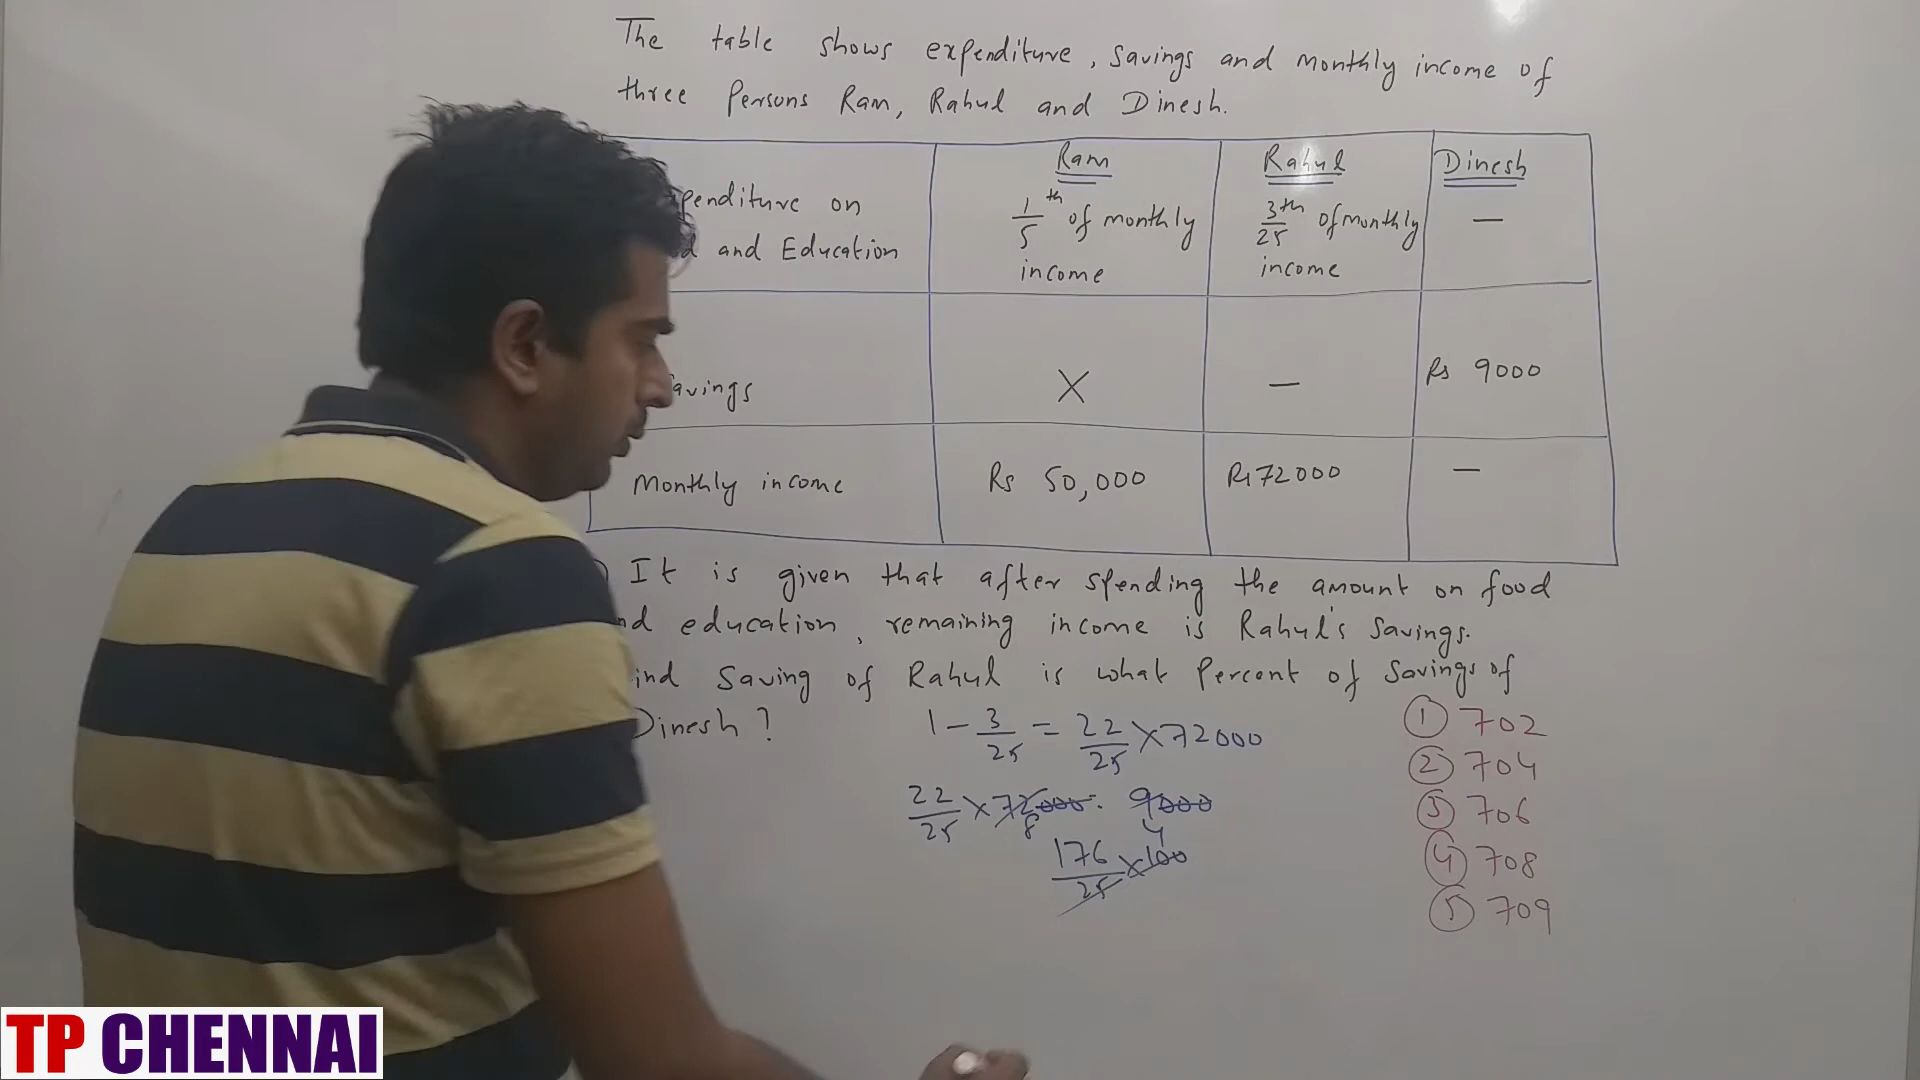 The table shows expenditure, savings and monthly income of
three Persons Ram, Rahul and Dinesh.
Ram Rahul Dinesh
penditure on 1/5 th of monthly income 3/25 th of monthly income —
d and Education
avings X — Rs 9000
Monthly income Rs 50,000 Rs 72000 —
It is given that after spending the amount on food
nd education, remaining income is Rahul's savings.
ind Saving of Rahul is what Percent of Savings of
Dinesh ?
1 - 3/25 = 22/25 × 72000
22/25 × 72000 : 9000
8
4
176/25 × 100
① 702
② 704
③ 706
④ 708
⑤ 709
TP CHENNAI